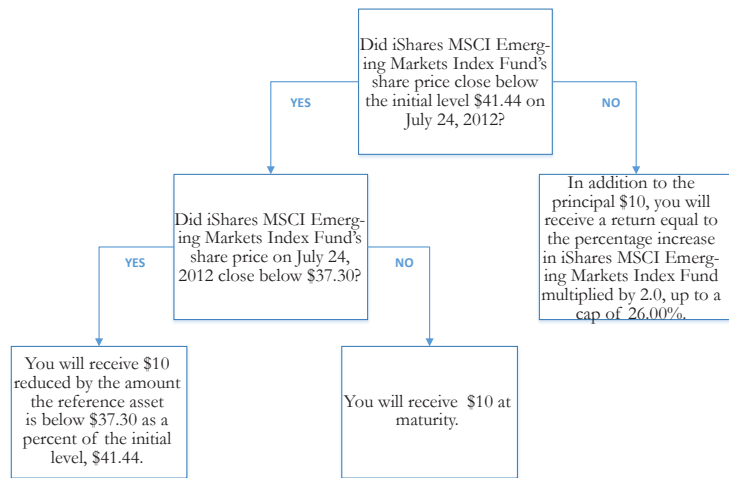 Did iShares MSCI Emerg-
ing Markets Index Fund's
share price close below
the initial level $41.44 on
July 24, 2012?
YES
NO
Did iShares MSCI Emerg-
ing Markets Index Fund's
share price on July 24,
2012 close below $37.30?
In addition to the
principal $10, you will
receive a return equal to
the percentage increase
in iShares MSCI Emerg-
ing Markets Index Fund
multiplied by 2.0, up to a
cap of 26.00%.
YES
NO
You will receive $10
reduced by the amount
the reference asset
is below $37.30 as a
percent of the initial
level, $41.44.
You will receive $10 at
maturity.